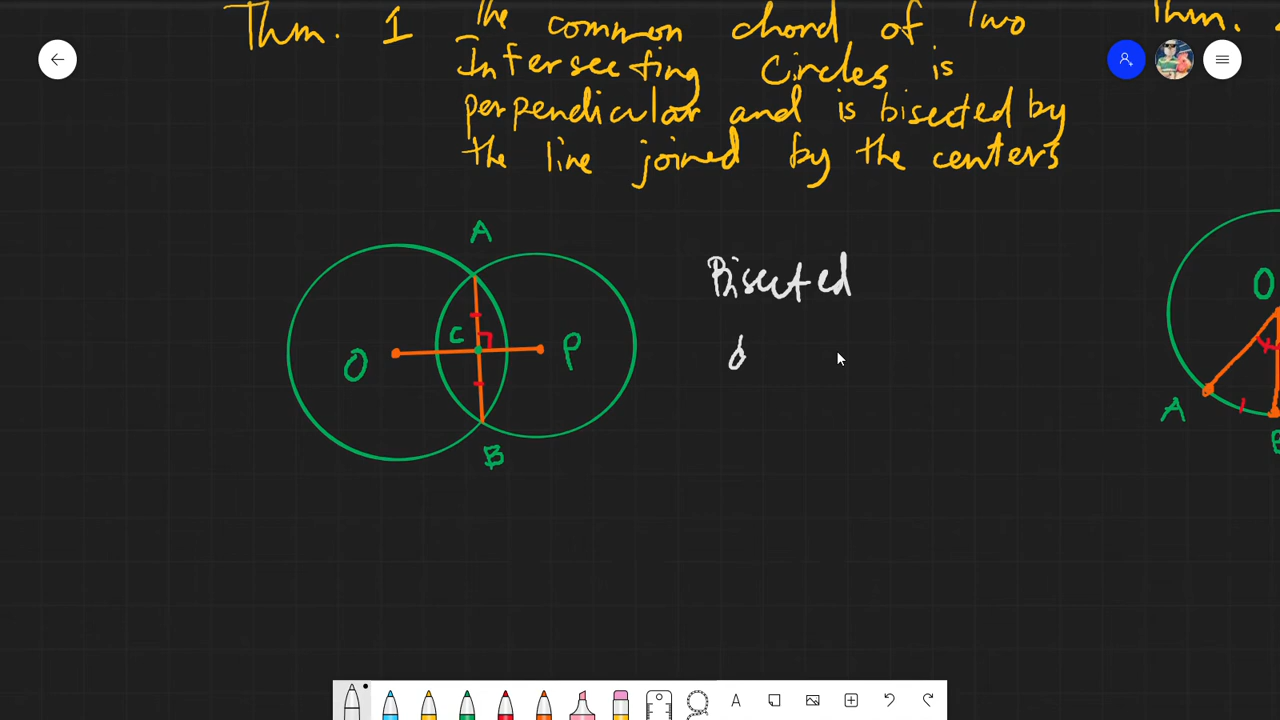 Thm. 1 The common chord of Two
Intersecting Circles is
perpendicular and is bisected by
the line joined by the centers
Thm.
A
Bisected
C
O
P
B
O
A
B
A